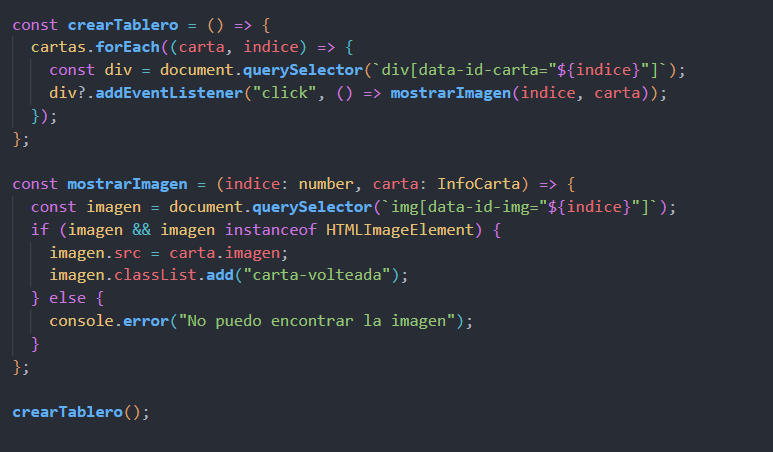 const crearTablero = () => {
  cartas.forEach((carta, indice) => {
    const div = document.querySelector(`div[data-id-carta="${indice}"]`);
    div?.addEventListener("click", () => mostrarImagen(indice, carta));
  });
};

const mostrarImagen = (indice: number, carta: InfoCarta) => {
  const imagen = document.querySelector(`img[data-id-img="${indice}"]`);
  if (imagen && imagen instanceof HTMLImageElement) {
    imagen.src = carta.imagen;
    imagen.classList.add("carta-volteada");
  } else {
    console.error("No puedo encontrar la imagen");
  }
};

crearTablero();